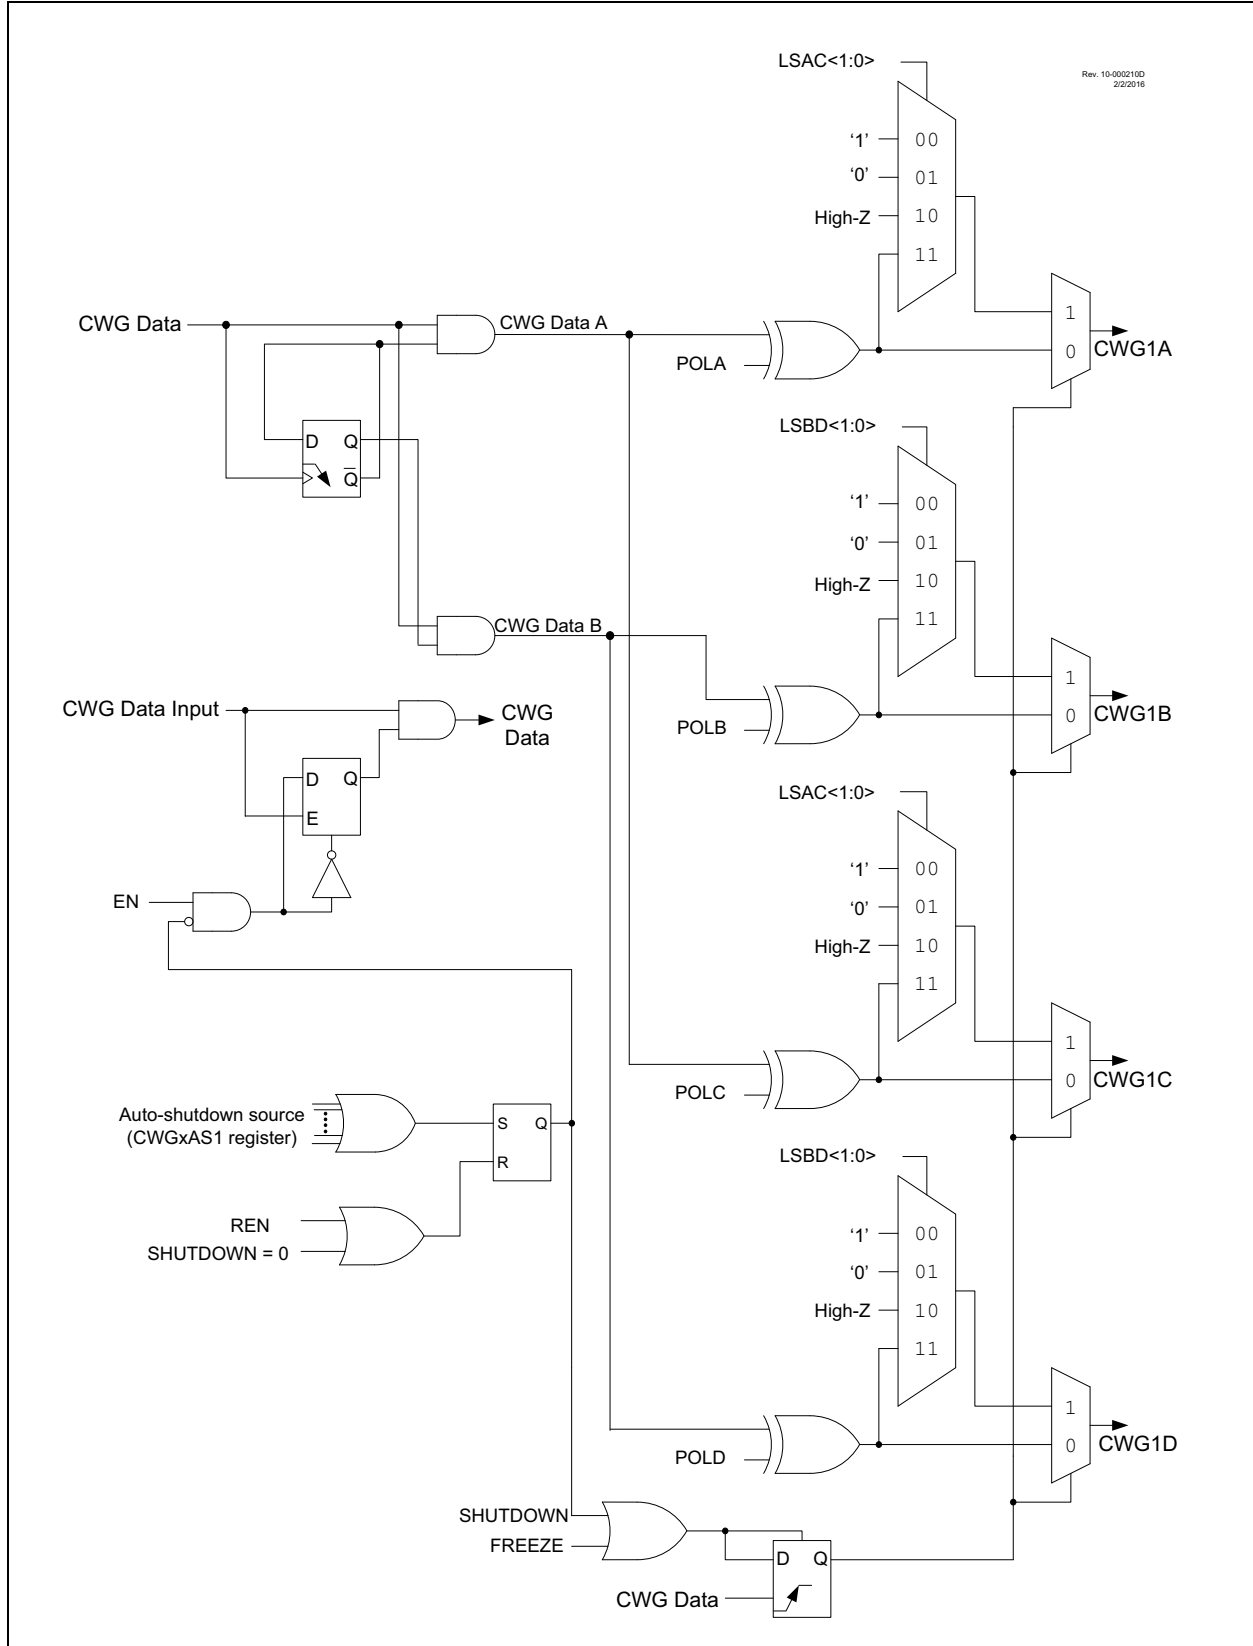 LSAC<1:0>
Rev. 10-000210D
2/2/2016
‘1’ 00
‘0’ 01
High-Z 10
11
1
0
CWG1A
CWG Data
CWG Data A
POLA
D Q
Q
LSBD<1:0>
‘1’ 00
‘0’ 01
High-Z 10
11
1
0
CWG1B
CWG Data B
POLB
CWG Data Input
CWG
Data
D Q
E
EN
LSAC<1:0>
‘1’ 00
‘0’ 01
High-Z 10
11
1
0
CWG1C
POLC
Auto-shutdown source
(CWGxAS1 register)
S Q
R
REN
SHUTDOWN = 0
LSBD<1:0>
‘1’ 00
‘0’ 01
High-Z 10
11
1
0
CWG1D
POLD
SHUTDOWN
FREEZE
D Q
CWG Data